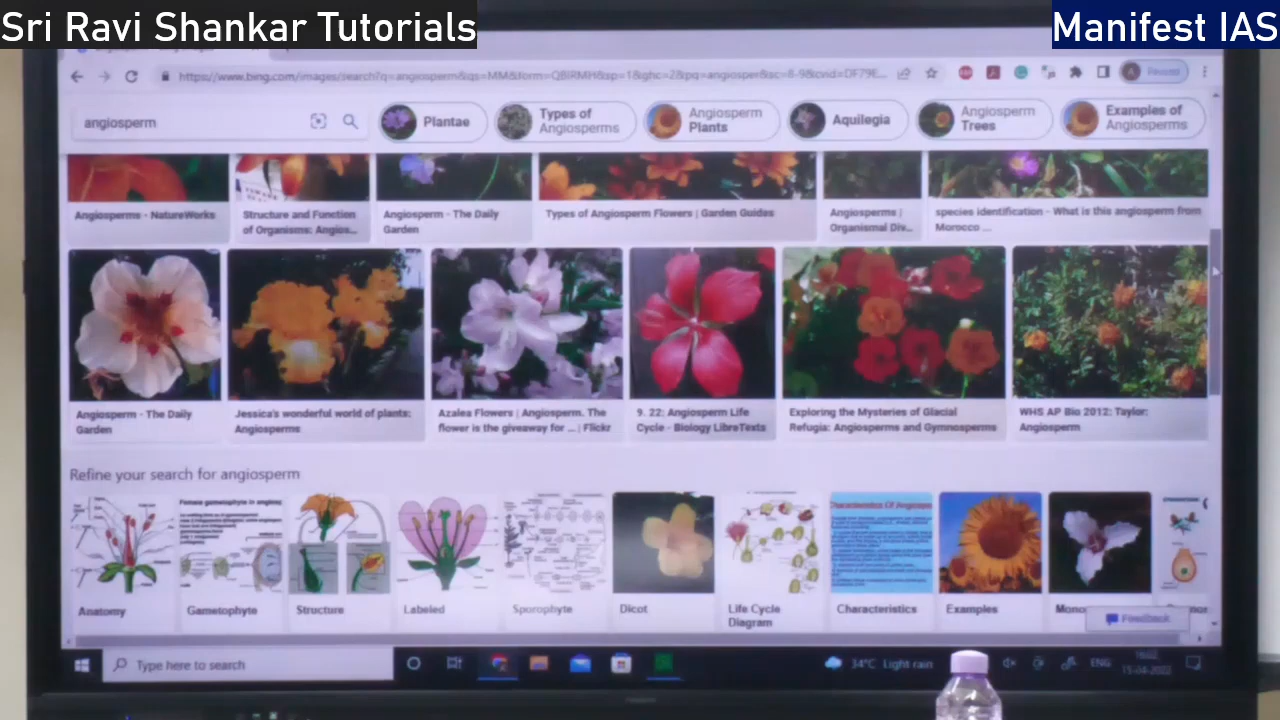 Sri Ravi Shankar Tutorials
Manifest IAS
angiosperm
Plantae
Types of
Angiosperms
Angiosperm
Plants
Aquilegia
Angiosperm
Trees
Examples of
Angiosperms
Angiosperms - NatureWorks
Structure and Function
of Organisms: Angios...
Angiosperm - The Daily
Garden
Types of Angiosperm Flowers | Garden Guides
Angiosperms |
Organismal Div...
species identification - What is this angiosperm from
Morocco ...
Angiosperm - The Daily
Garden
Jessica's wonderful world of plants:
Angiosperms
Azalea Flowers | Angiosperm. The
flower is the giveaway for ... | Flickr
9. 22: Angiosperm Life
Cycle - Biology LibreTexts
Exploring the Mysteries of Glacial
Refugia: Angiosperms and Gymnosperms
WHS AP Bio 2012: Taylor:
Angiosperm
Refine your search for angiosperm
Anatomy
Gametophyte
Structure
Labeled
Sporophyte
Dicot
Life Cycle
Diagram
Characteristics
Examples
Feedback
Type here to search
34°C Light rain
ENG
15-04-2022